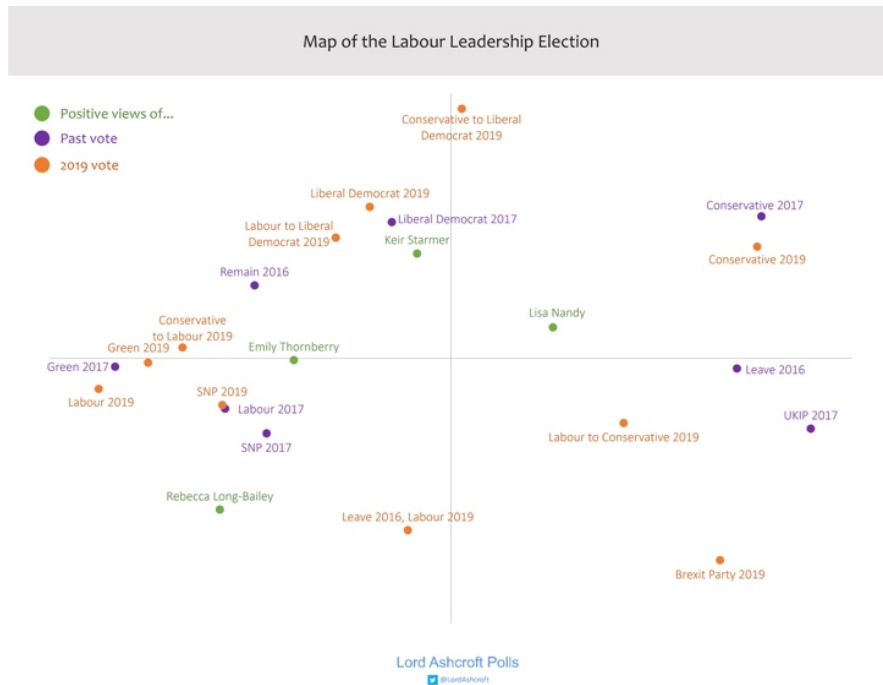 Map of the Labour Leadership Election
Positive views of...
Past vote
2019 vote
Conservative to Liberal
Democrat 2019
Liberal Democrat 2019
Liberal Democrat 2017
Labour to Liberal
Democrat 2019
Keir Starmer
Conservative 2017
Conservative 2019
Remain 2016
Lisa Nandy
Conservative
to Labour 2019
Green 2019
Emily Thornberry
Green 2017
Leave 2016
Labour 2019
SNP 2019
Labour 2017
UKIP 2017
Labour to Conservative 2019
SNP 2017
Rebecca Long-Bailey
Leave 2016, Labour 2019
Brexit Party 2019
Lord Ashcroft Polls
@LordAshcroft